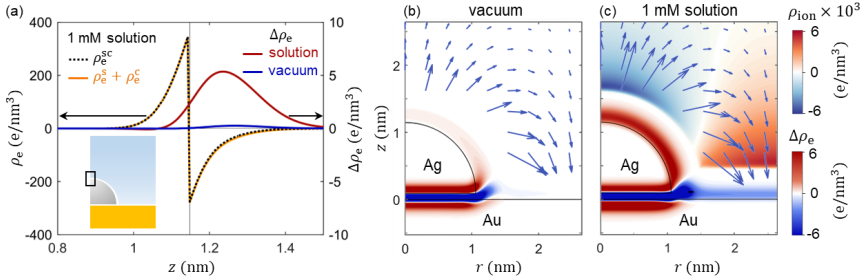 (a)
400
200
0
-200
-400
ρₑ (e/nm³)
1 mM solution
ρₑˢᶜ
ρₑˢ + ρₑᶜ
Δρₑ
solution
vacuum
10
5
0
-5
-10
Δρₑ (e/nm³)
0.8 1 1.2 1.4
z (nm)
(b) vacuum
z (nm)
2
1
0
Ag
Au
0 1 2
r (nm)
(c) 1 mM solution
Ag
Au
0 1 2
r (nm)
ρᵢₒₙ × 10³
6
-6
(e/nm³)
Δρₑ
6
0
-6
(e/nm³)